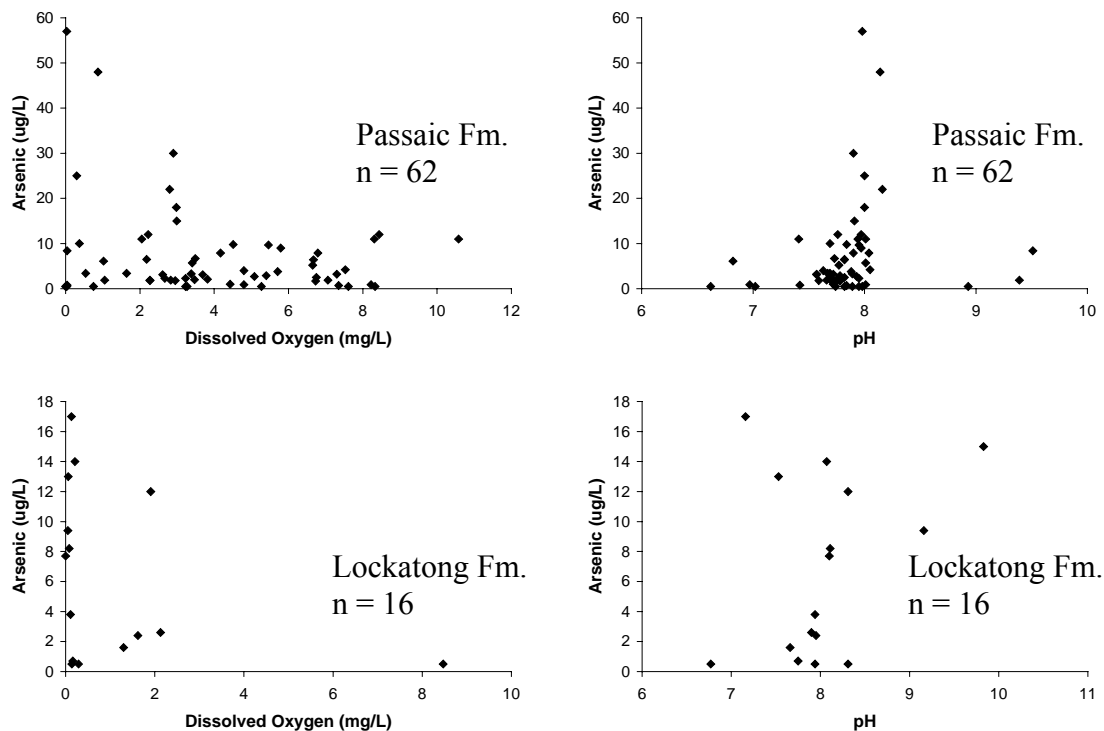 60
50
40
30
20
10
0
Arsenic (ug/L)
Passaic Fm.
n = 62
0 2 4 6 8 10 12
Dissolved Oxygen (mg/L)
60
50
40
30
20
10
0
Arsenic (ug/L)
Passaic Fm.
n = 62
6 7 8 9 10
pH
18
16
14
12
10
8
6
4
2
0
Arsenic (ug/L)
Lockatong Fm.
n = 16
0 2 4 6 8 10
Dissolved Oxygen (mg/L)
18
16
14
12
10
8
6
4
2
0
Arsenic (ug/L)
Lockatong Fm.
n = 16
6 7 8 9 10 11
pH